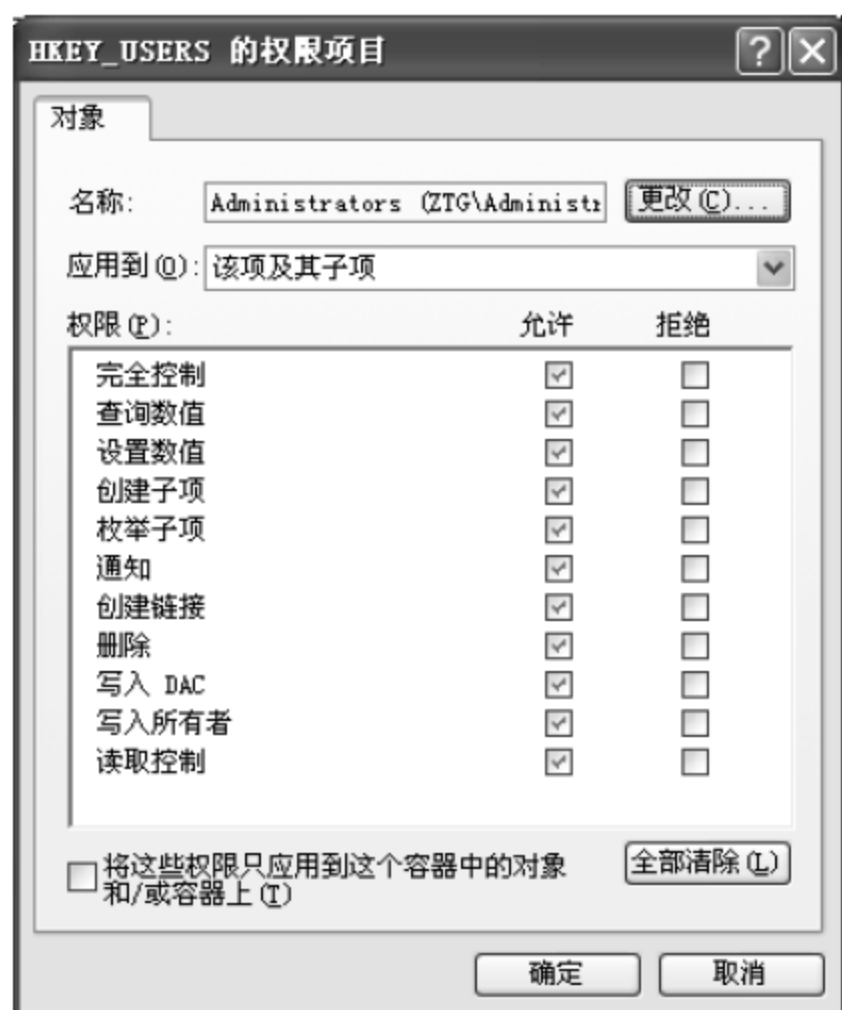 HKEY_USERS 的权限项目
对象
名称: Administrators (ZTG\Administr 更改(C)...
应用到(O): 该项及其子项
权限(P): 允许 拒绝
完全控制
查询数值
设置数值
创建子项
枚举子项
通知
创建链接
删除
写入 DAC
写入所有者
读取控制
将这些权限只应用到这个容器中的对象
和/或容器上(T)
全部清除(L)
确定 取消